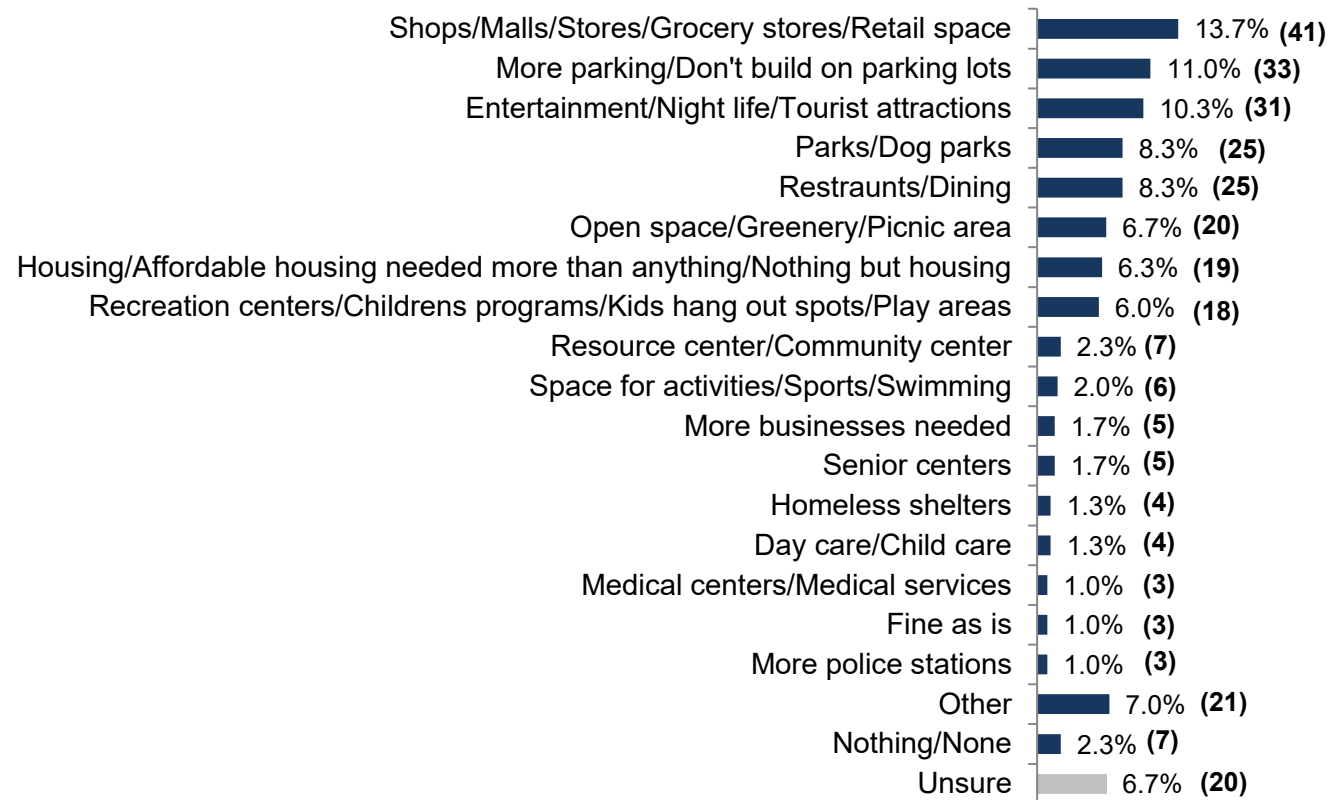 Shops/Malls/Stores/Grocery stores/Retail space 13.7% (41)
More parking/Don't build on parking lots 11.0% (33)
Entertainment/Night life/Tourist attractions 10.3% (31)
Parks/Dog parks 8.3% (25)
Restraunts/Dining 8.3% (25)
Open space/Greenery/Picnic area 6.7% (20)
Housing/Affordable housing needed more than anything/Nothing but housing 6.3% (19)
Recreation centers/Childrens programs/Kids hang out spots/Play areas 6.0% (18)
Resource center/Community center 2.3% (7)
Space for activities/Sports/Swimming 2.0% (6)
More businesses needed 1.7% (5)
Senior centers 1.7% (5)
Homeless shelters 1.3% (4)
Day care/Child care 1.3% (4)
Medical centers/Medical services 1.0% (3)
Fine as is 1.0% (3)
More police stations 1.0% (3)
Other 7.0% (21)
Nothing/None 2.3% (7)
Unsure 6.7% (20)